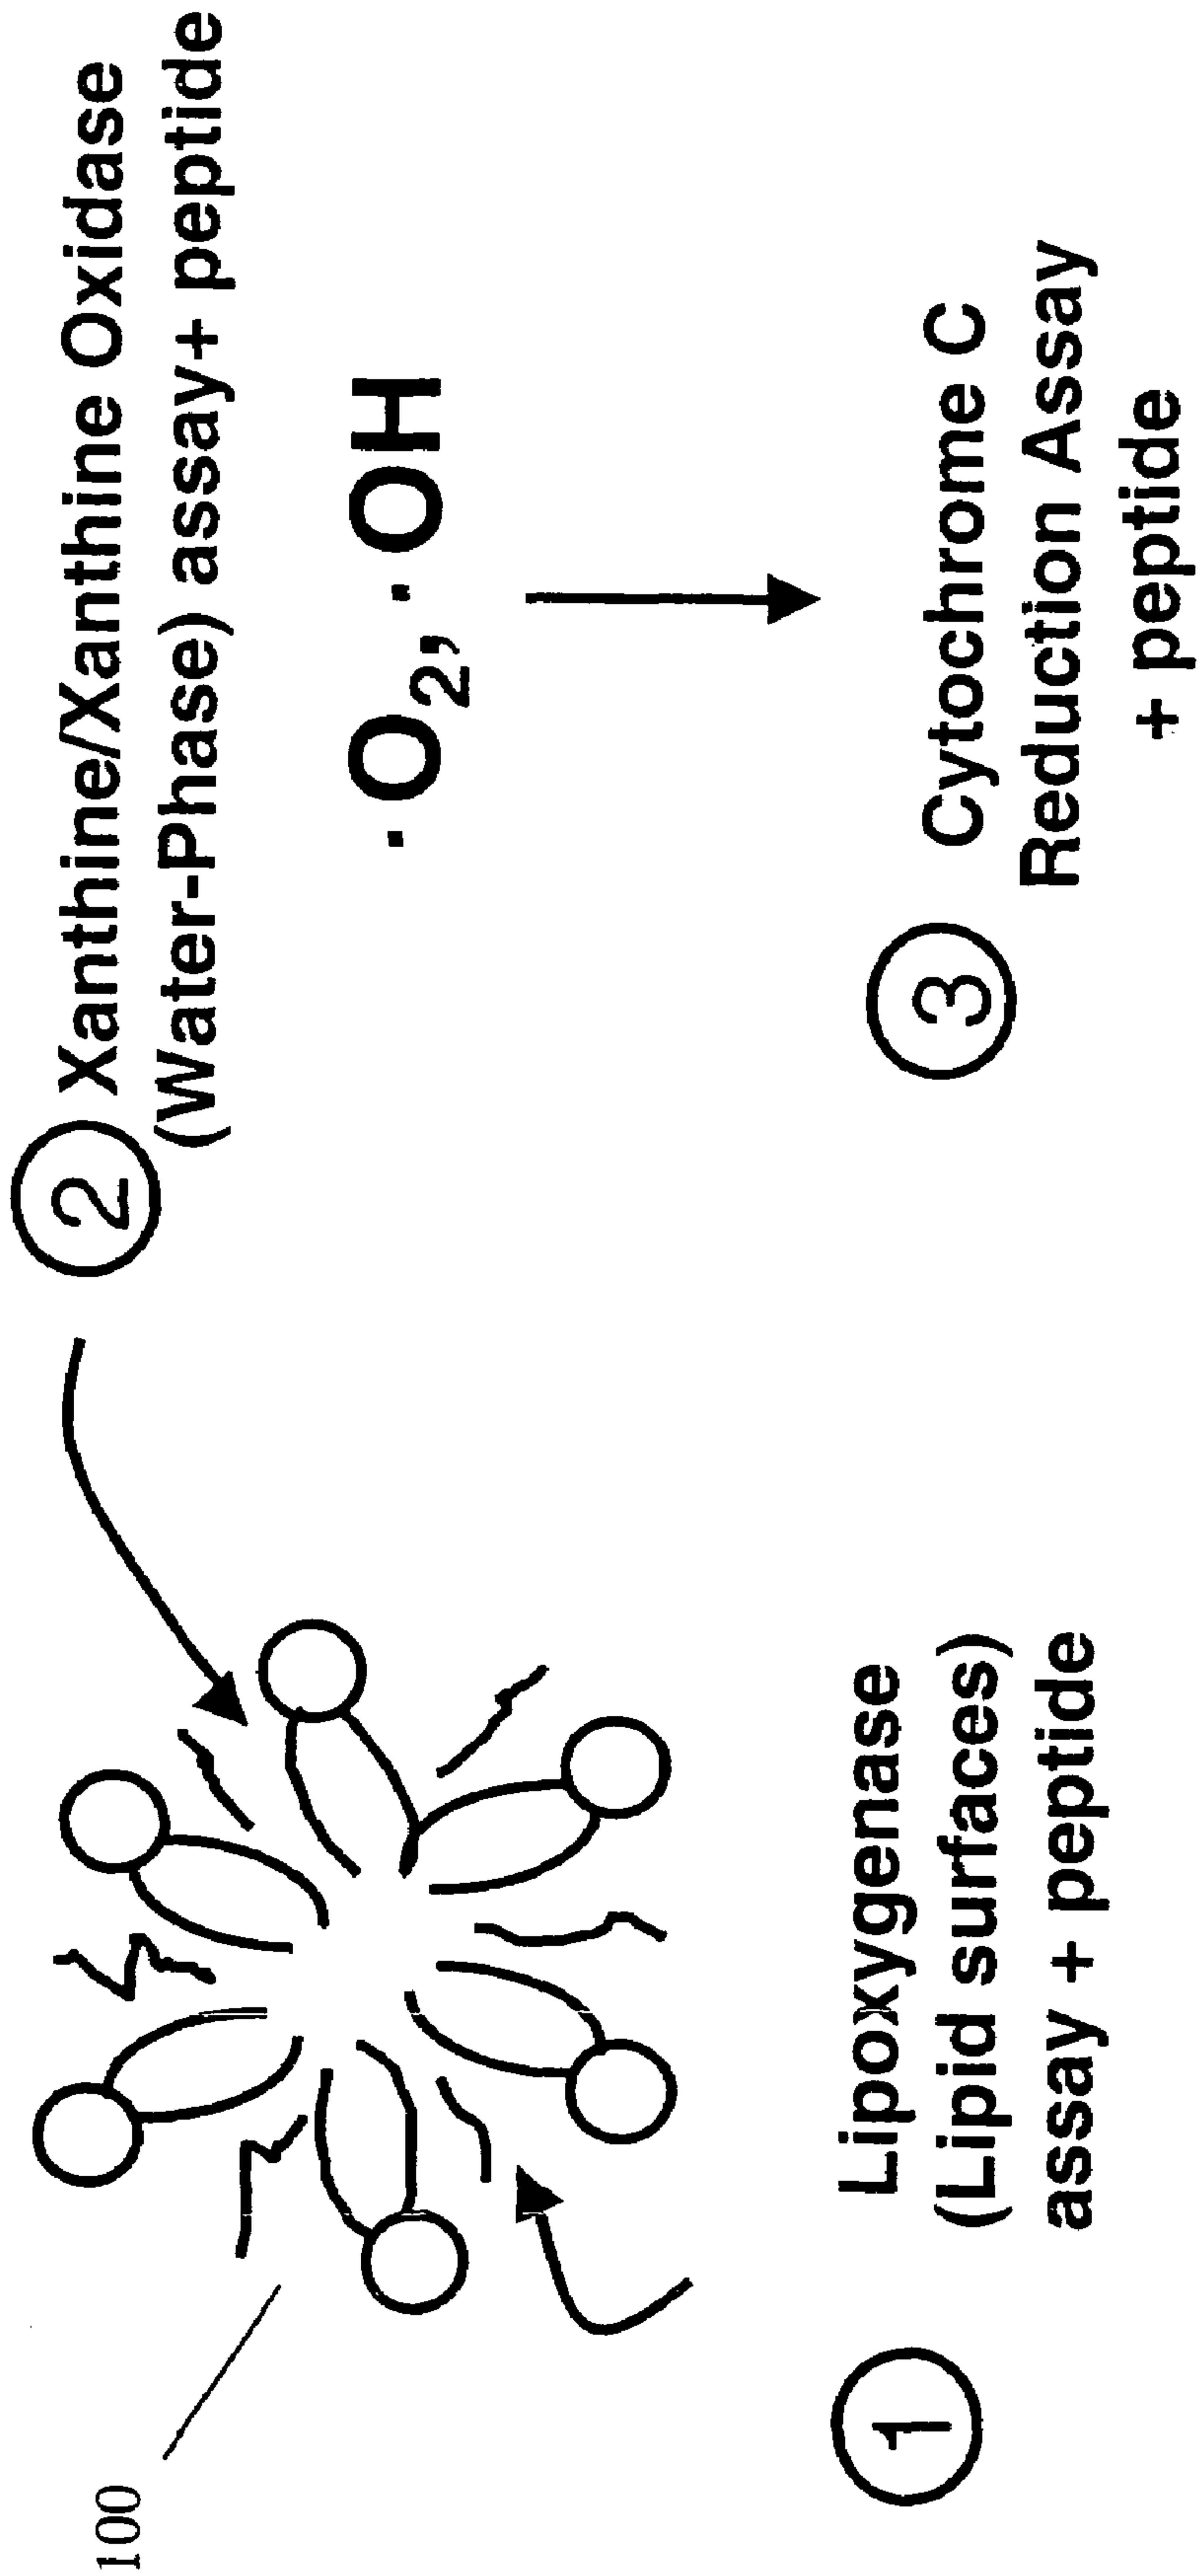 100
② Xanthine/Xanthine Oxidase
(Water-Phase) assay+ peptide
·O₂, ·OH
① Lipoxygenase
(Lipid surfaces)
assay + peptide
③ Cytochrome C
Reduction Assay
+ peptide